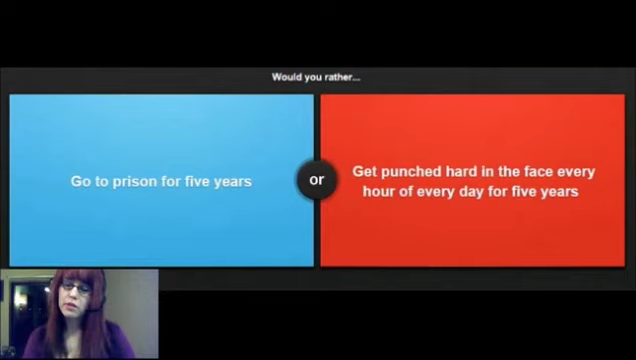 Would you rather...
Go to prison for five years
or
Get punched hard in the face every
hour of every day for five years